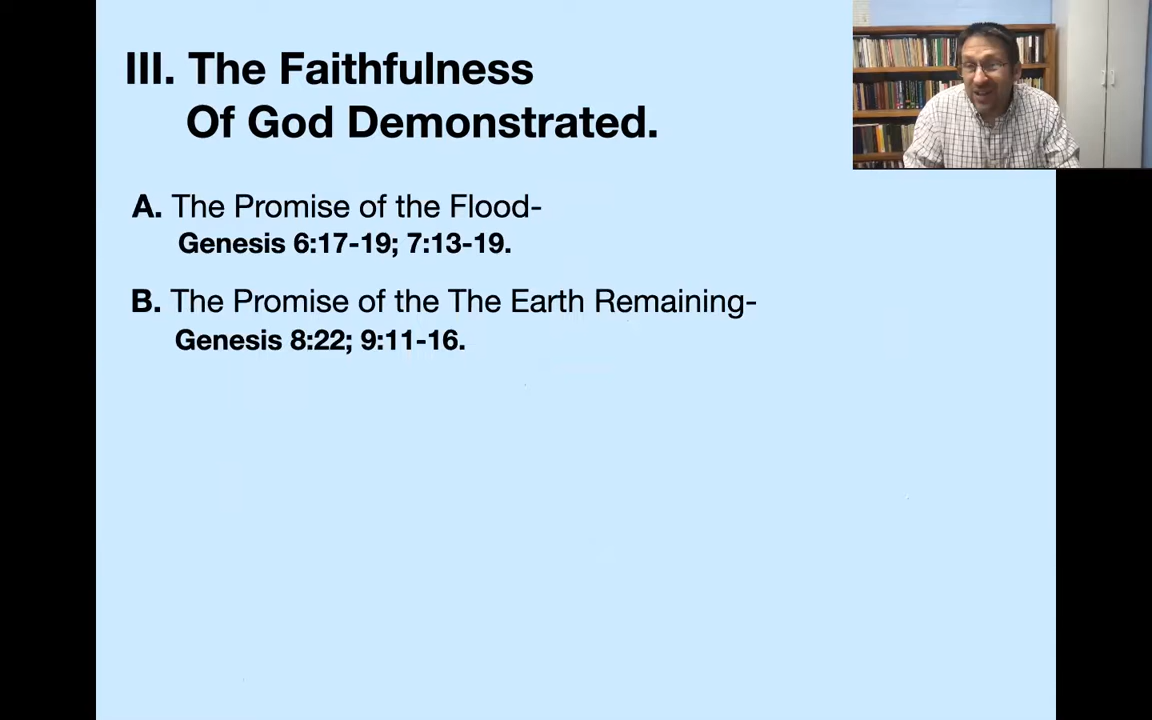 III. The Faithfulness
Of God Demonstrated.
A. The Promise of the Flood-
Genesis 6:17-19; 7:13-19.
B. The Promise of the The Earth Remaining-
Genesis 8:22; 9:11-16.